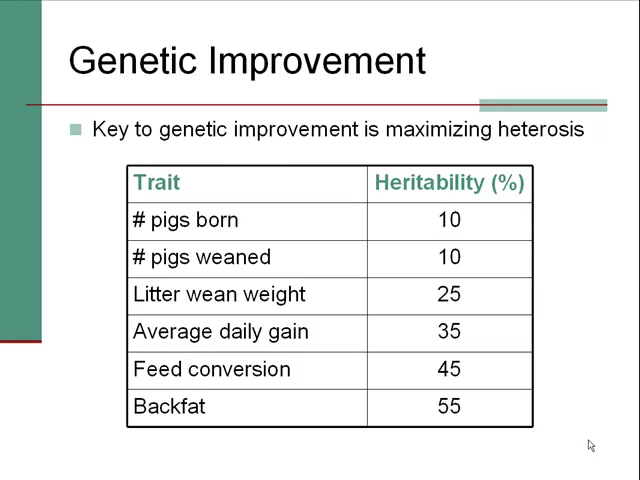 Genetic Improvement
Key to genetic improvement is maximizing heterosis
Trait Heritability (%)
# pigs born 10
# pigs weaned 10
Litter wean weight 25
Average daily gain 35
Feed conversion 45
Backfat 55